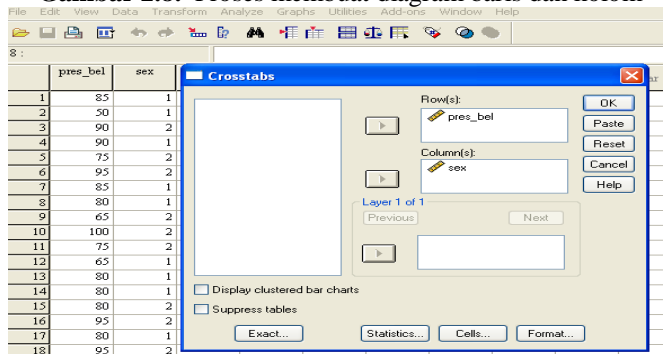 File Edit View Data Transform Analyze Graphs Utilities Add-ons Window Help
8 :
pres_bel sex
1 85 1
2 50 1
3 90 2
4 90 1
5 75 2
6 95 2
7 85 1
8 80 1
9 65 2
10 100 2
11 75 2
12 65 1
13 80 1
14 80 1
15 80 2
16 95 2
17 80 1
18 95 2
Crosstabs
Row(s):
pres_bel
Column(s):
sex
Layer 1 of 1
Previous Next
OK
Paste
Reset
Cancel
Help
Display clustered bar charts
Suppress tables
Exact... Statistics... Cells... Format...